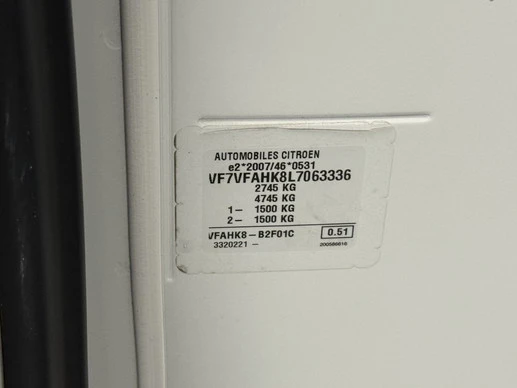 AUTOMOBILES CITROEN
e2*2007/46*0531
VF7VFAHK8L7063336
2745 KG
4745 KG
1- 1500 KG
2- 1500 KG
VFAHK8-B2F01C 0.51
3320221 -